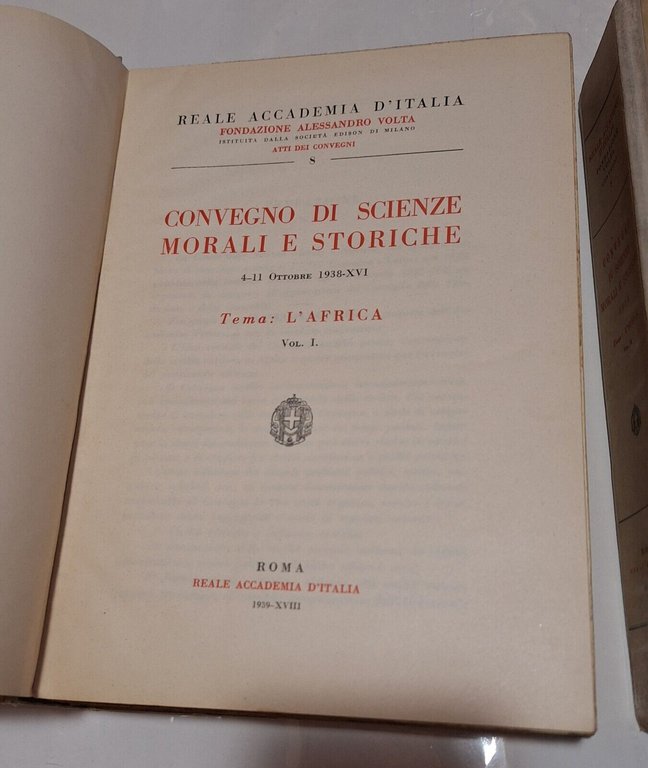 REALE ACCADEMIA D'ITALIA
FONDAZIONE ALESSANDRO VOLTA
ISTITUITA DALLA SOCIETÀ EDISON DI MILANO
ATTI DEI CONVEGNI
8
CONVEGNO DI SCIENZE
MORALI E STORICHE
4-11 OTTOBRE 1938-XVI
Tema: L'AFRICA
VOL. I.
ROMA
REALE ACCADEMIA D'ITALIA
1939-XVIII